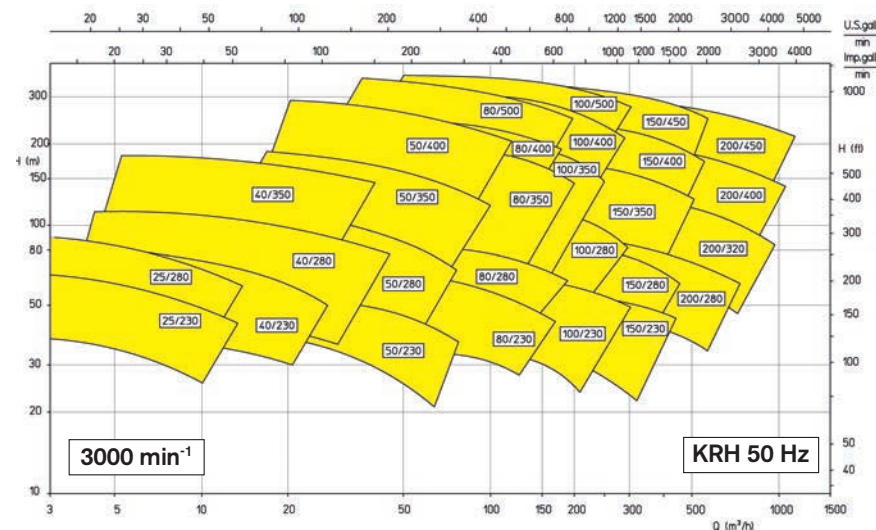 20 30 40 50 100 200 400 800 1200 1500 2000 3000 4000 5000 U.S.gall
min
20 30 40 50 100 200 400 600 1000 1200 1500 2000 3000 4000 Imp.gall
min
300 80/500 100/500 1000
150/450
200 50/400 80/400 100/400 200/450
H (m) 100/350 150/400 H (ft)
150 500
40/350 50/350 80/350 200/400 400
150/350
100 300
80 40/280 100/280 200/320
25/280 50/280 80/280 150/280 200
200/280
50 25/230 40/230 150
50/230 80/230 100/230 150/230
30 100
20
3000 min⁻¹ KRH 50 Hz 50
40
10
3 5 10 20 50 100 150 200 300 500 1000 1500
Q (m³/h)